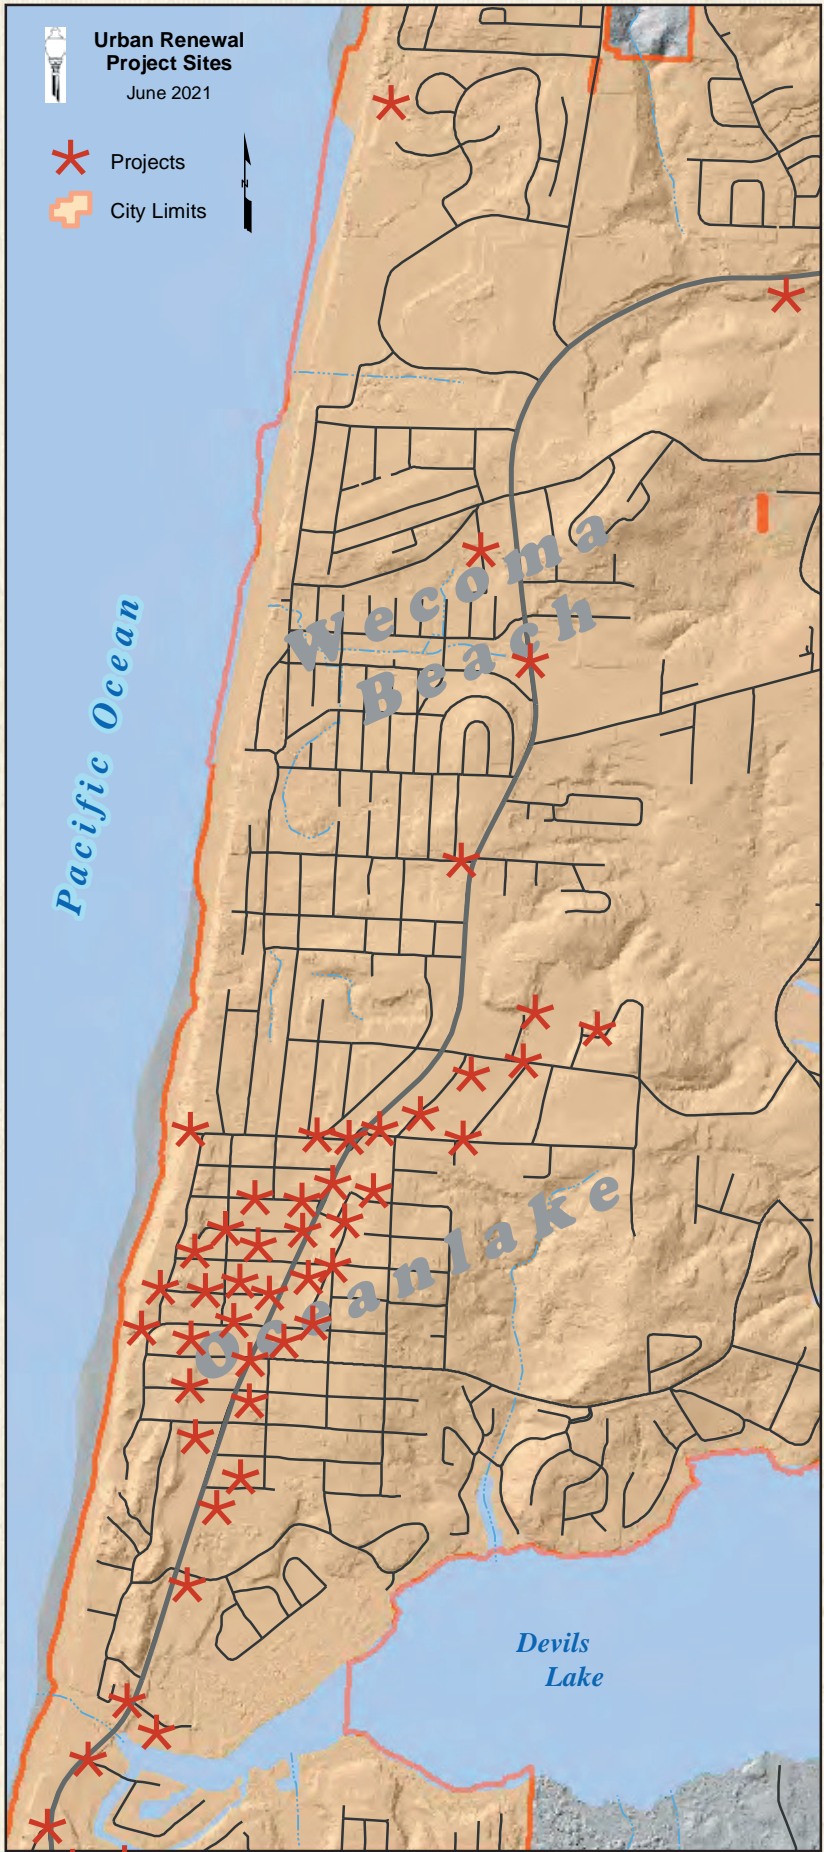 Urban Renewal
Project Sites
June 2021
Projects
N
City Limits
Wecoma
Beach
Pacific Ocean
Oceanlake
Devils
Lake